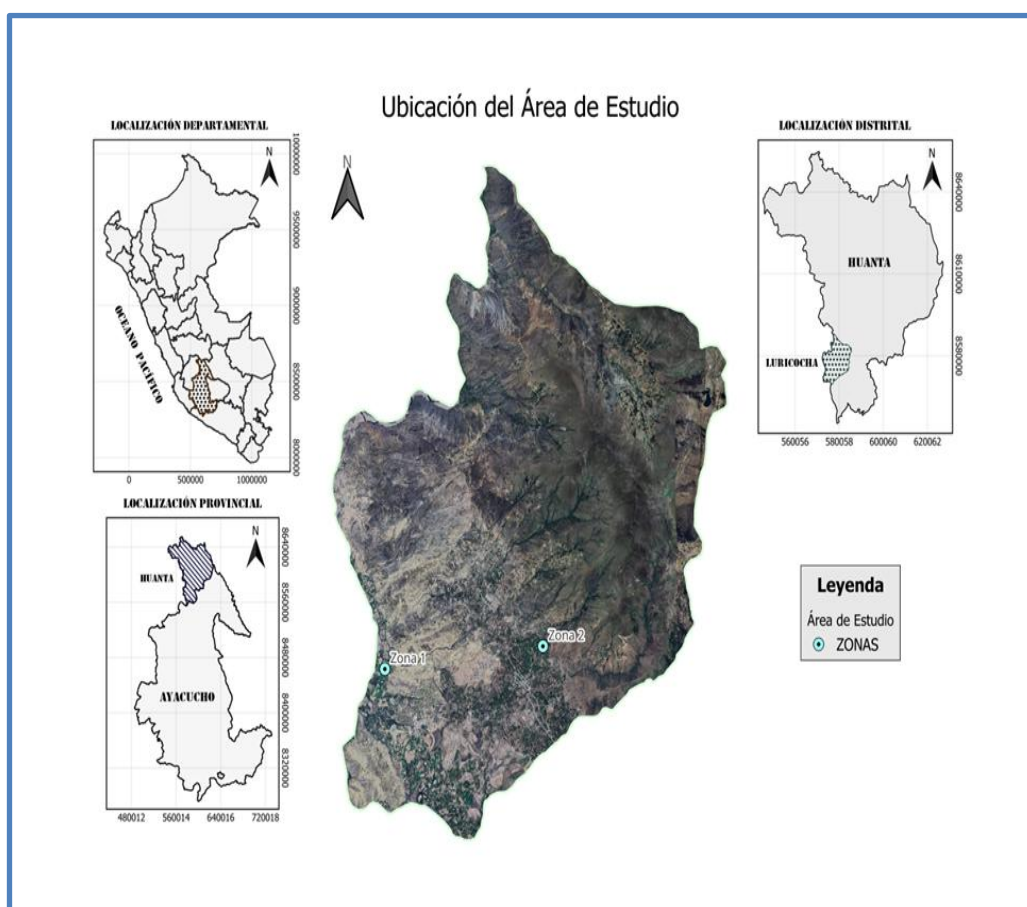 Ubicación del Área de Estudio
LOCALIZACIÓN DEPARTAMENTAL
N
10000000
9500000
9000000
8500000
8000000
OCEANO PACÍFICO
0 500000 1000000
LOCALIZACIÓN PROVINCIAL
N
8640000
8560000
8480000
8400000
8320000
HUANTA
AYACUCHO
480012 560014 640016 720018
N
Zona 1
Zona 2
LOCALIZACIÓN DISTRITAL
N
8640000
8610000
8580000
HUANTA
LURICOCHA
560056 580058 600060 620062
Leyenda
Área de Estudio
ZONAS